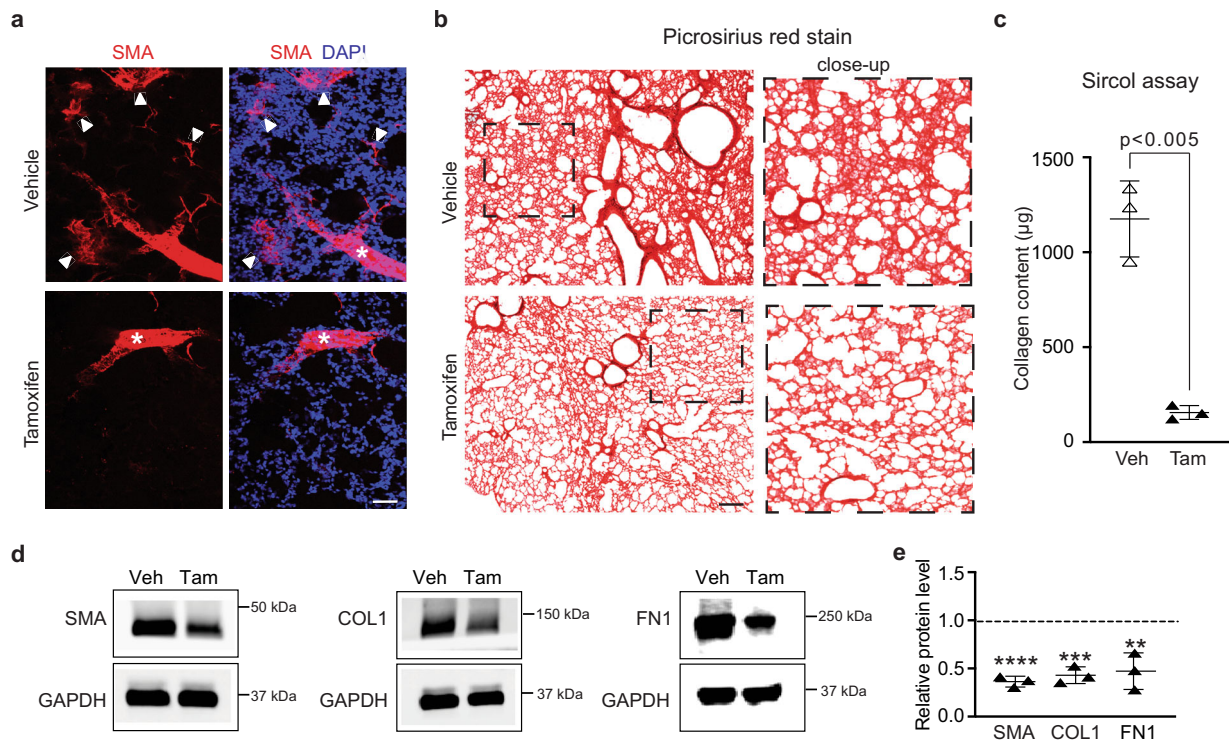 a
SMA
SMA DAPI
Vehicle
Tamoxifen
*
*
*
b
Picrosirius red stain
close-up
Vehicle
Tamoxifen
c
Sircol assay
p<0.005
Collagen content (µg)
1500
1000
500
0
Veh Tam
d
Veh Tam
SMA
50 kDa
GAPDH
37 kDa
Veh Tam
COL1
150 kDa
GAPDH
37 kDa
Veh Tam
FN1
250 kDa
GAPDH
37 kDa
e
Relative protein level
1.5
1.0
0.5
0.0
**** *** **
SMA COL1 FN1